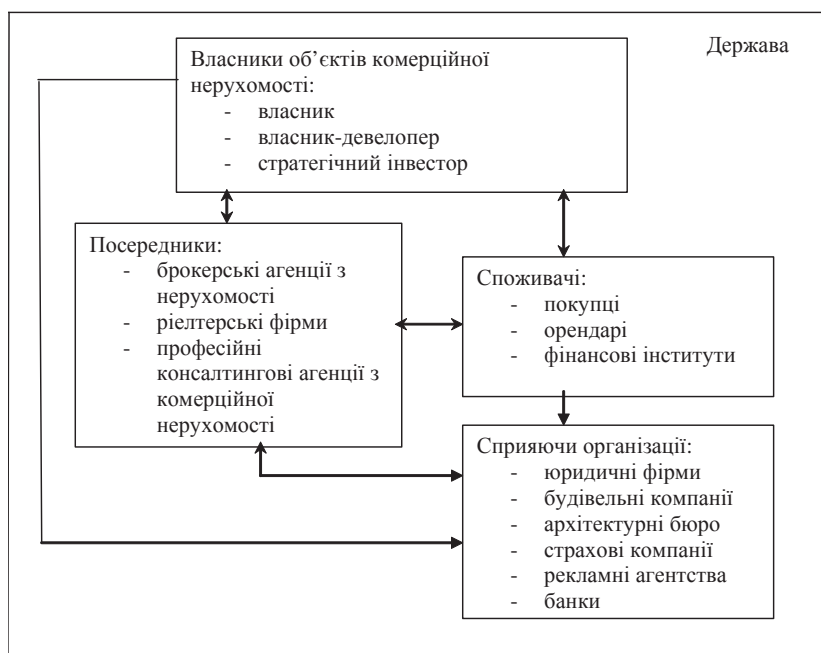 Держава
Власники об’єктів комерційної
нерухомості:
- власник
- власник-девелопер
- стратегічний інвестор
Посередники:
- брокерські агенції з
нерухомості
- ріелтерські фірми
- професійні
консалтингові агенції з
комерційної
нерухомості
Споживачі:
- покупці
- орендарі
- фінансові інститути
Сприяючи організації:
- юридичні фірми
- будівельні компанії
- архітектурні бюро
- страхові компанії
- рекламні агентства
- банки